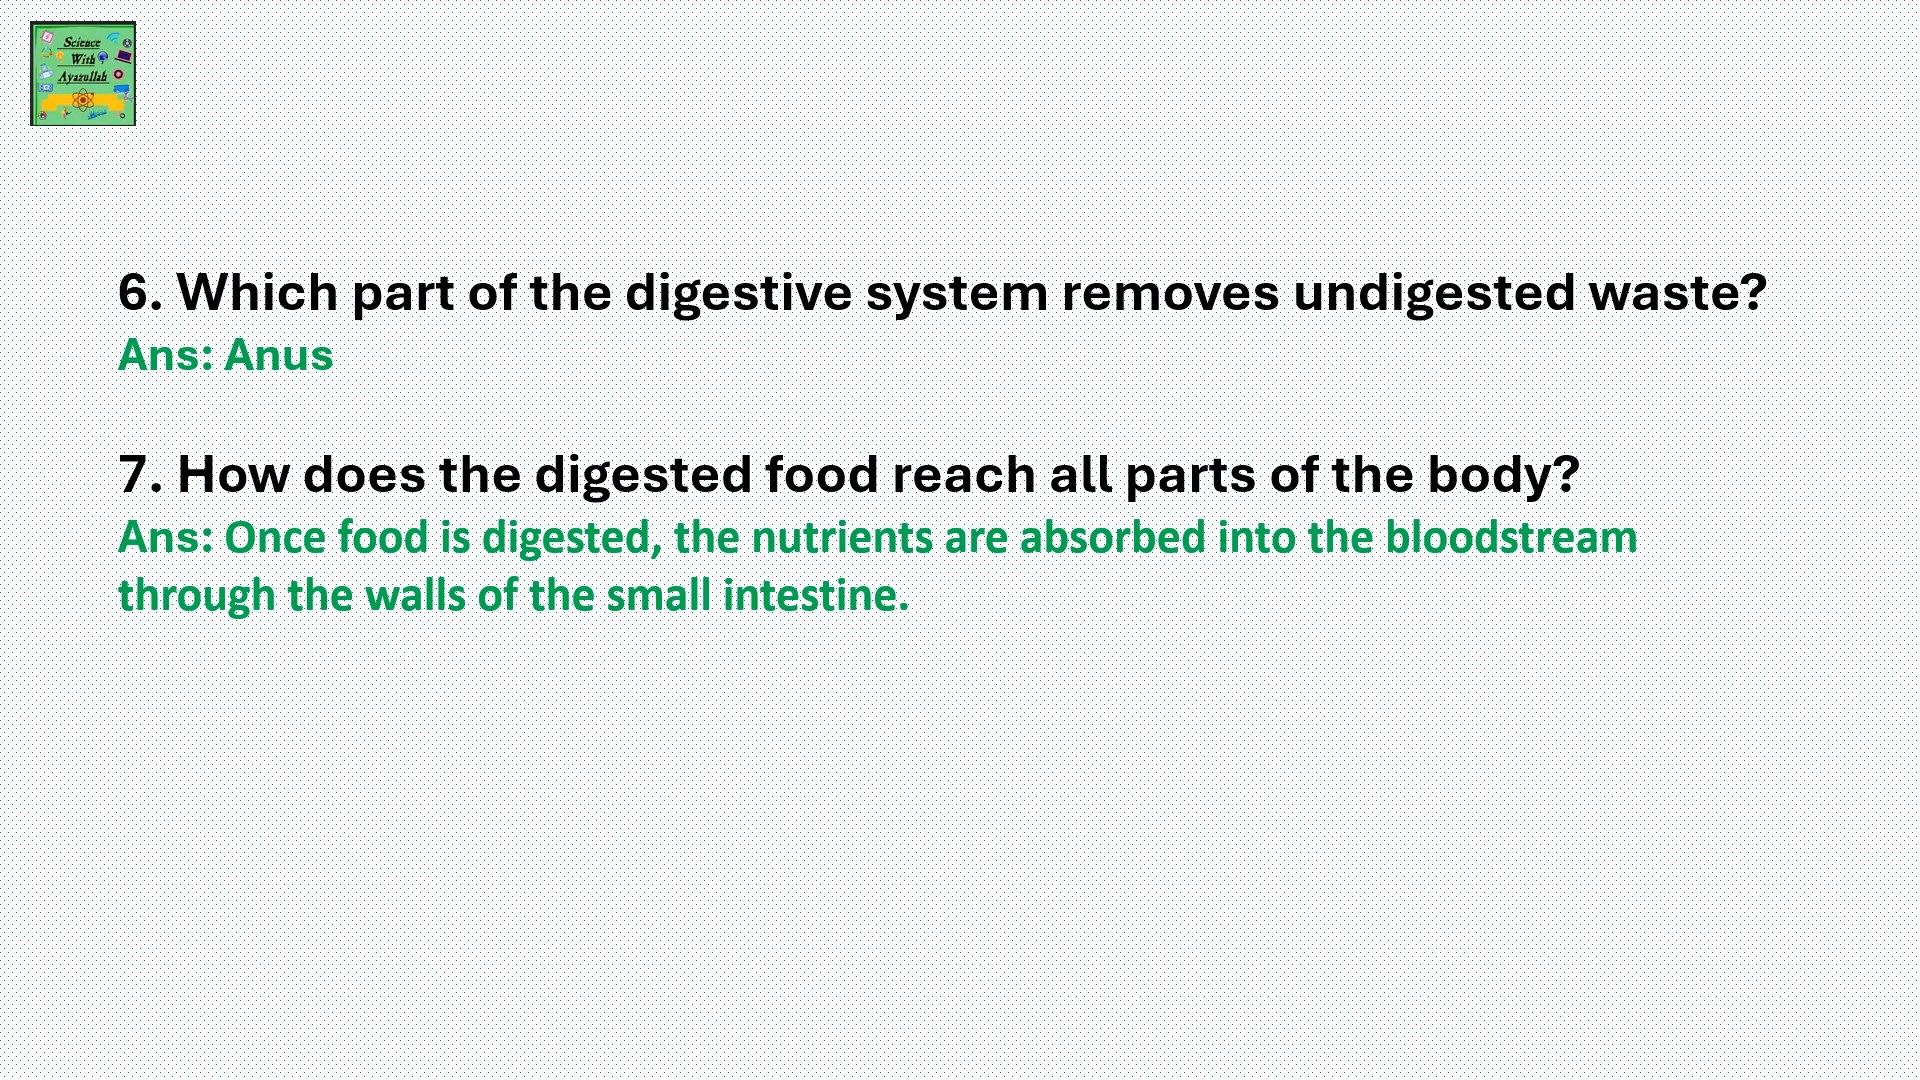 Science
With
Ayazullah
6. Which part of the digestive system removes undigested waste?
Ans: Anus
7. How does the digested food reach all parts of the body?
Ans: Once food is digested, the nutrients are absorbed into the bloodstream
through the walls of the small intestine.